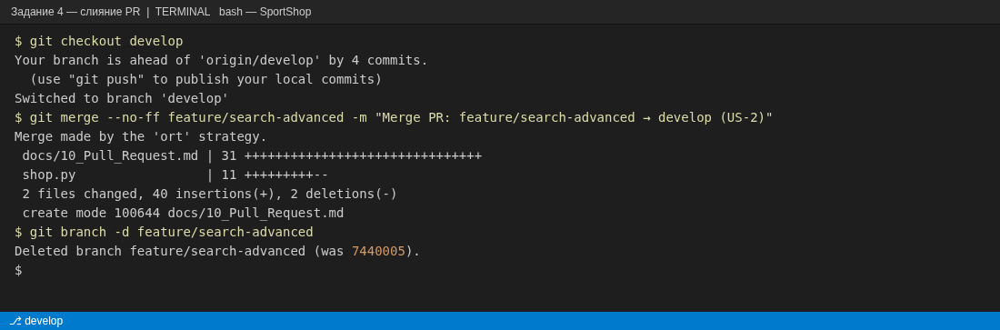 Задание 4 — слияние PR | TERMINAL bash — SportShop
$ git checkout develop
Your branch is ahead of 'origin/develop' by 4 commits.
  (use "git push" to publish your local commits)
Switched to branch 'develop'
$ git merge --no-ff feature/search-advanced -m "Merge PR: feature/search-advanced → develop (US-2)"
Merge made by the 'ort' strategy.
 docs/10_Pull_Request.md | 31 +++++++++++++++++++++++++++++++
 shop.py                 | 11 +++++++++--
 2 files changed, 40 insertions(+), 2 deletions(-)
 create mode 100644 docs/10_Pull_Request.md
$ git branch -d feature/search-advanced
Deleted branch feature/search-advanced (was 7440005).
$
⎇ develop